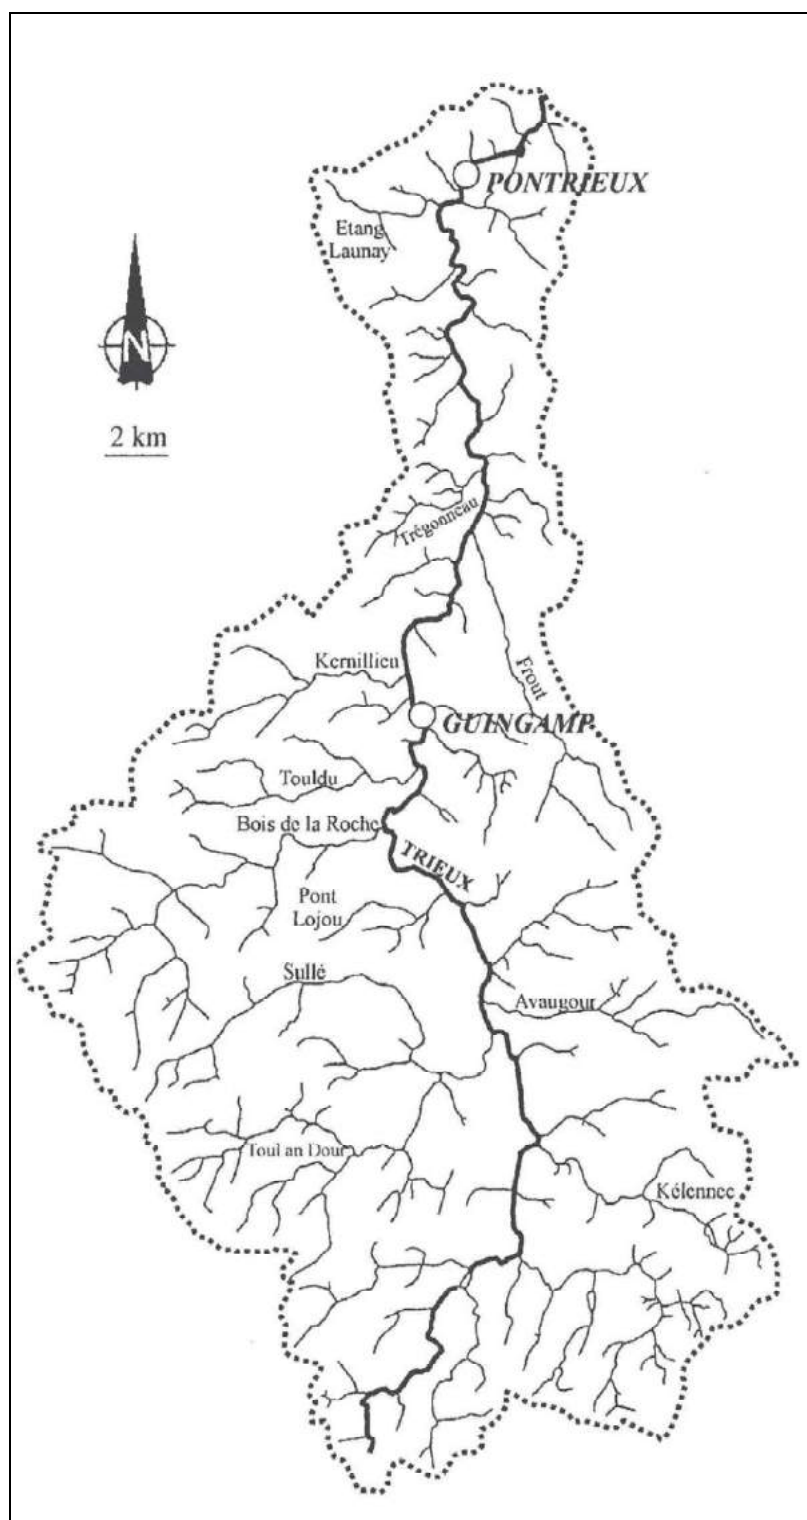 PONTRIEUX
Etang
Launay
N
2 km
Trégonneau
Kernillien
Frout
GUINGAMP
Touldu
Bois de la Roche
TRIEUX
Pont
Lojou
Sullé
Avaugour
Toul an Dour
Kélennec